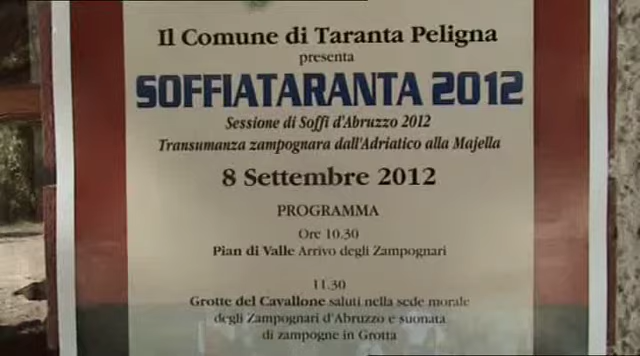 Il Comune di Taranta Peligna
presenta
SOFFIATARANTA 2012
Sessione di Soffi d'Abruzzo 2012
Transumanza zampognara dall'Adriatico alla Majella
8 Settembre 2012
PROGRAMMA
Ore 10.30
Pian di Valle Arrivo degli Zampognari
11.30
Grotte del Cavallone saluti nella sede morale
degli Zampognari d'Abruzzo e suonata
di zampogne in Grotta